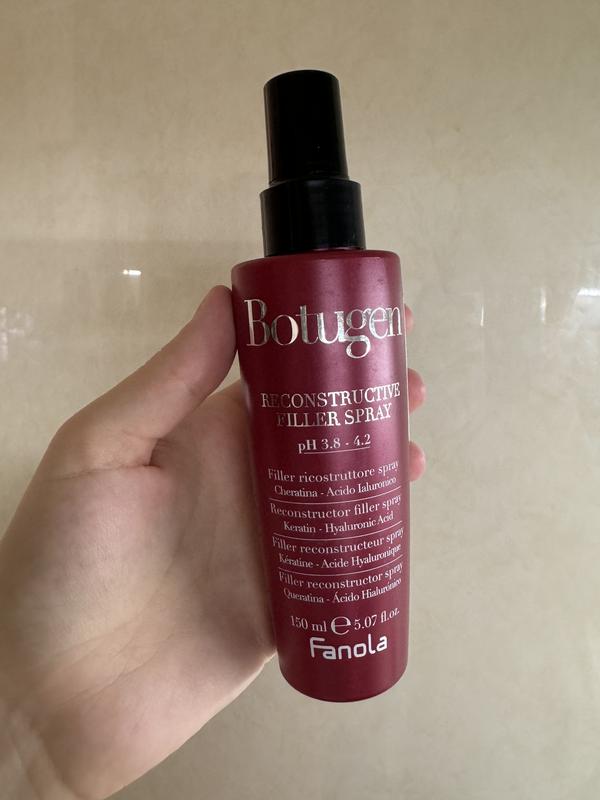 Botugen
RECONSTRUCTIVE
FILLER SPRAY
pH 3.8 - 4.2
Filler ricostruttore spray
Cheratina - Acido Ialuronico
Reconstructor filler spray
Keratin - Hyaluronic Acid
Filler reconstructeur spray
Kératine - Acide Hyaluronique
Filler reconstructor spray
Queratina - Ácido Hialurónico
150 ml ℮ 5.07 fl.oz.
Fanola